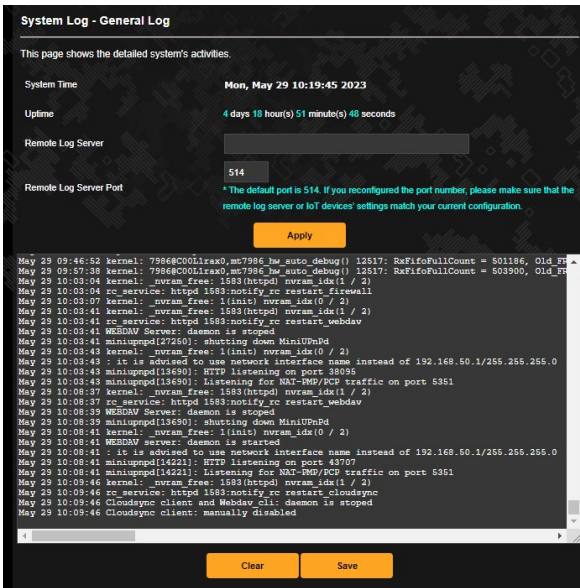 System Log - General Log
This page shows the detailed system's activities.
System Time Mon, May 29 10:19:45 2023
Uptime 4 days 18 hour(s) 51 minute(s) 48 seconds
Remote Log Server
Remote Log Server Port 514
* The default port is 514. If you reconfigured the port number, please make sure that the
remote log server or IoT devices' settings match your current configuration.
Apply
May 29 09:46:52 kernel: 7986@C00L1rax0,mt7986_hw_auto_debug() 12517: RxFifoFullCount = 501186, Old_FR
May 29 09:57:38 kernel: 7986@C00L1rax0,mt7986_hw_auto_debug() 12517: RxFifoFullCount = 503900, Old_FR
May 29 10:03:04 kernel: _nvram_free: 1583(httpd) nvram_idx(1 / 2)
May 29 10:03:04 rc_service: httpd 1583:notify_rc restart_firewall
May 29 10:03:07 kernel: _nvram_free: 1(init) nvram_idx(0 / 2)
May 29 10:03:41 kernel: _nvram_free: 1583(httpd) nvram_idx(1 / 2)
May 29 10:03:41 rc_service: httpd 1583:notify_rc restart_webdav
May 29 10:03:41 WEBDAV Server: daemon is stoped
May 29 10:03:41 miniupnpd[27250]: shutting down MiniUPnPd
May 29 10:03:43 kernel: _nvram_free: 1(init) nvram_idx(0 / 2)
May 29 10:03:43 : it is advised to use network interface name instead of 192.168.50.1/255.255.255.0
May 29 10:03:43 miniupnpd[13690]: HTTP listening on port 38095
May 29 10:03:43 miniupnpd[13690]: Listening for NAT-PMP/PCP traffic on port 5351
May 29 10:08:37 kernel: _nvram_free: 1583(httpd) nvram_idx(1 / 2)
May 29 10:08:37 rc_service: httpd 1583:notify_rc restart_webdav
May 29 10:08:39 WEBDAV Server: daemon is stoped
May 29 10:08:39 miniupnpd[13690]: shutting down MiniUPnPd
May 29 10:08:41 kernel: _nvram_free: 1(init) nvram_idx(0 / 2)
May 29 10:08:41 WEBDAV server: daemon is started
May 29 10:08:41 : it is advised to use network interface name instead of 192.168.50.1/255.255.255.0
May 29 10:08:41 miniupnpd[14221]: HTTP listening on port 43707
May 29 10:08:41 miniupnpd[14221]: Listening for NAT-PMP/PCP traffic on port 5351
May 29 10:09:46 kernel: _nvram_free: 1583(httpd) nvram_idx(1 / 2)
May 29 10:09:46 rc_service: httpd 1583:notify_rc restart_cloudsync
May 29 10:09:46 Cloudsync client and Webdav_cli: daemon is stoped
May 29 10:09:46 Cloudsync client: manually disabled
Clear Save